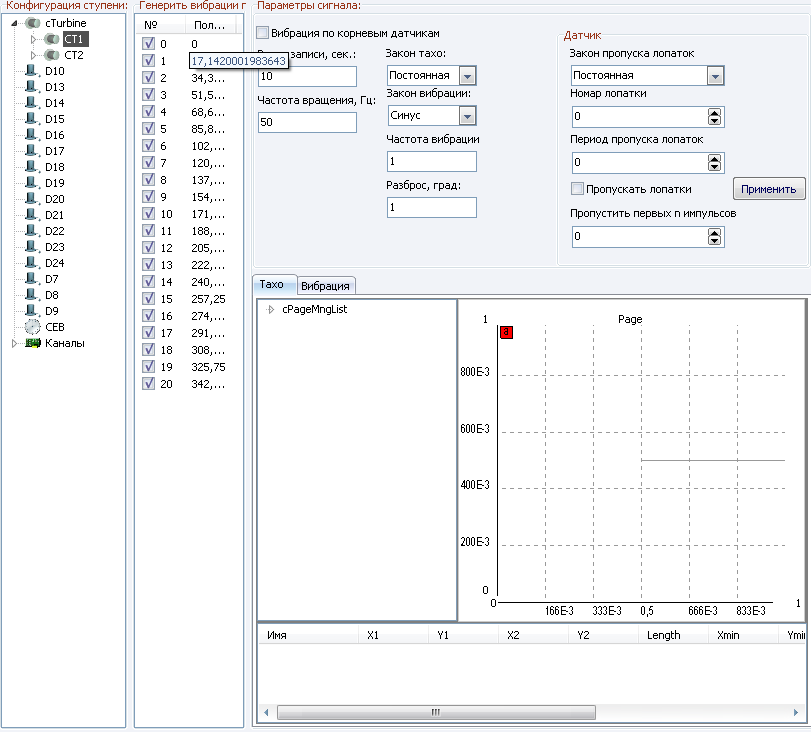 Конфигурация ступени:
cTurbine
СТ1
СТ2
D10
D13
D14
D15
D16
D17
D18
D19
D20
D21
D22
D23
D24
D7
D8
D9
СЕВ
Каналы
Генерить вибрации г
№ Пол...
0 0
1 17,1420001983643
2 34,3...
3 51,5...
4 68,6...
5 85,8...
6 102,...
7 120,...
8 137,...
9 154,...
10 171,...
11 188,...
12 205,...
13 222,...
14 240,...
15 257,25
16 274,...
17 291,...
18 308,...
19 325,75
20 342,...
Параметры сигнала:
Вибрация по корневым датчикам
записи, сек.:
10
Частота вращения, Гц:
50
Закон тахо:
Постоянная
Закон вибрации:
Синус
Частота вибрации
1
Разброс, град:
1
Датчик
Закон пропуска лопаток
Постоянная
Номар лопатки
0
Период пропуска лопаток
0
Пропускать лопатки
Применить
Пропустить первых n импульсов
0
Тахо Вибрация
cPageMngList
Page
1
800E-3
600E-3
400E-3
200E-3
0
0 166E-3 333E-3 0,5 666E-3 833E-3 1
Имя X1 Y1 X2 Y2 Length Xmin Ymi